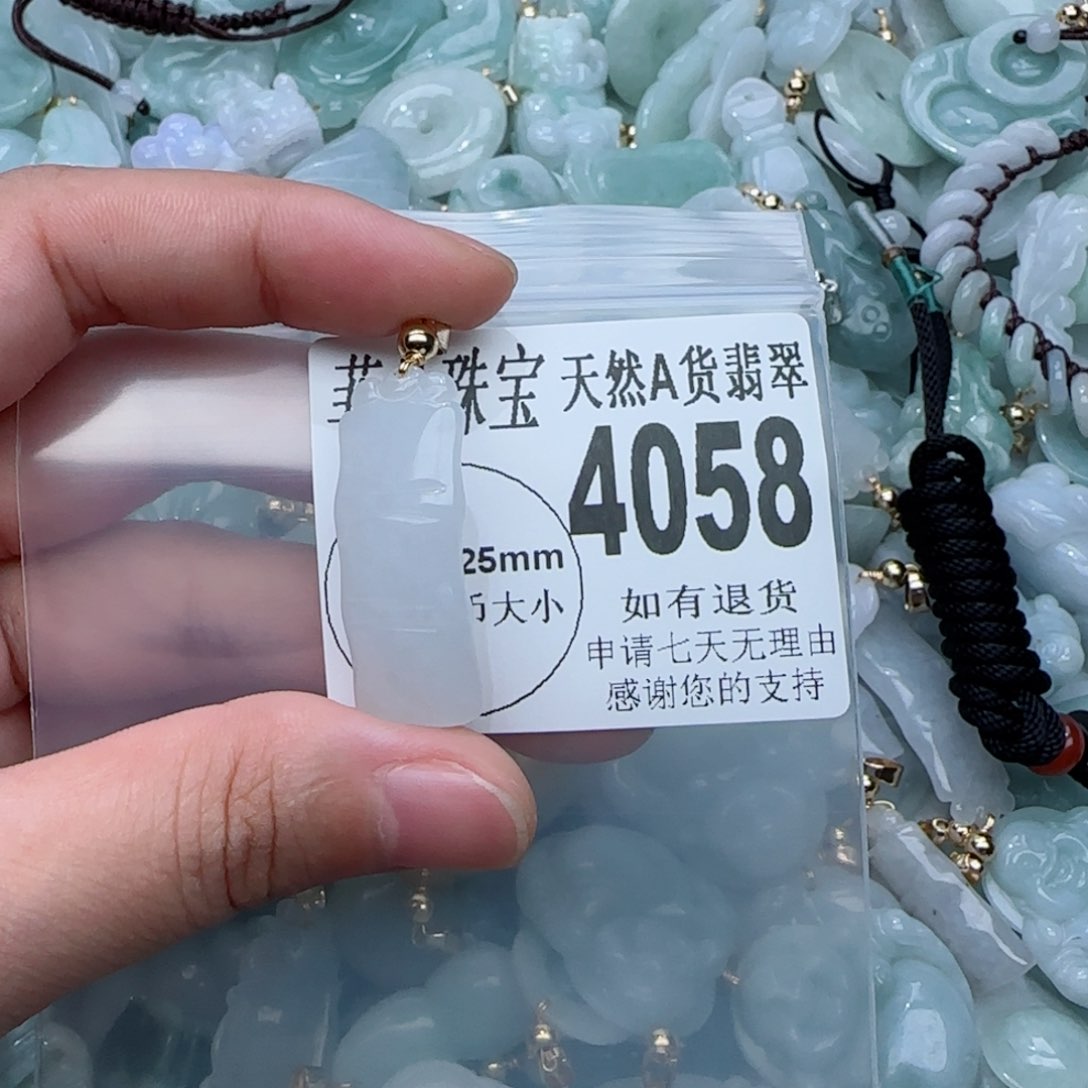 珠宝 天然A货翡翠
4058
25mm
大小
如有退货
申请七天无理由
感谢您的支持